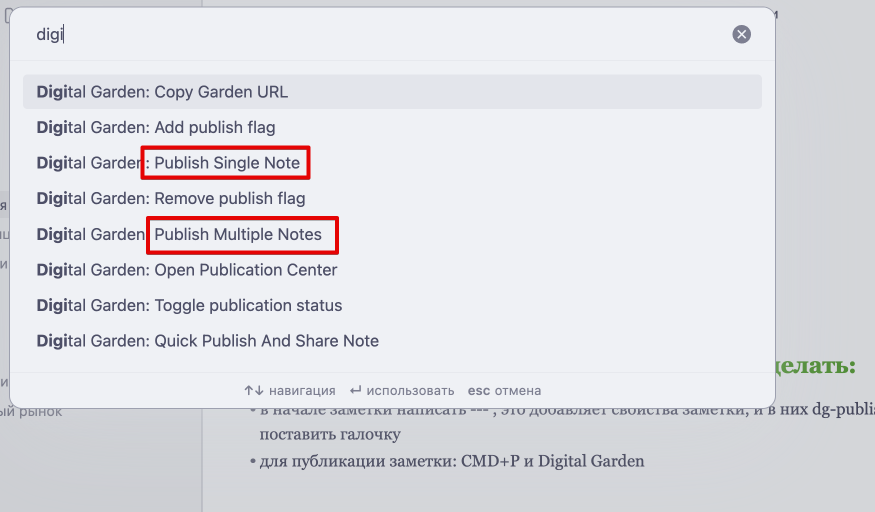 digi
Digital Garden: Copy Garden URL
Digital Garden: Add publish flag
Digital Garden: Publish Single Note
Digital Garden: Remove publish flag
Digital Garden: Publish Multiple Notes
Digital Garden: Open Publication Center
Digital Garden: Toggle publication status
Digital Garden: Quick Publish And Share Note
↑↓ навигация ↵ использовать esc отмена
делать:
• в начале заметки написать ---, это добавляет свойства заметки, и в них dg-publis
поставить галочку
• для публикации заметки: CMD+P и Digital Garden
рынок